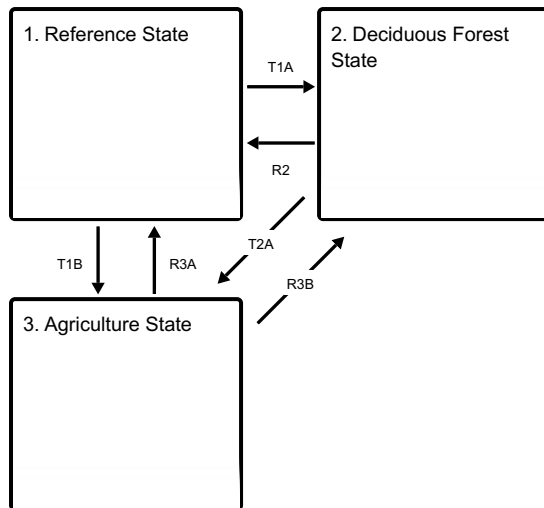 1. Reference State
2. Deciduous Forest
State
T1A
R2
T1B
R3A
T2A
R3B
3. Agriculture State